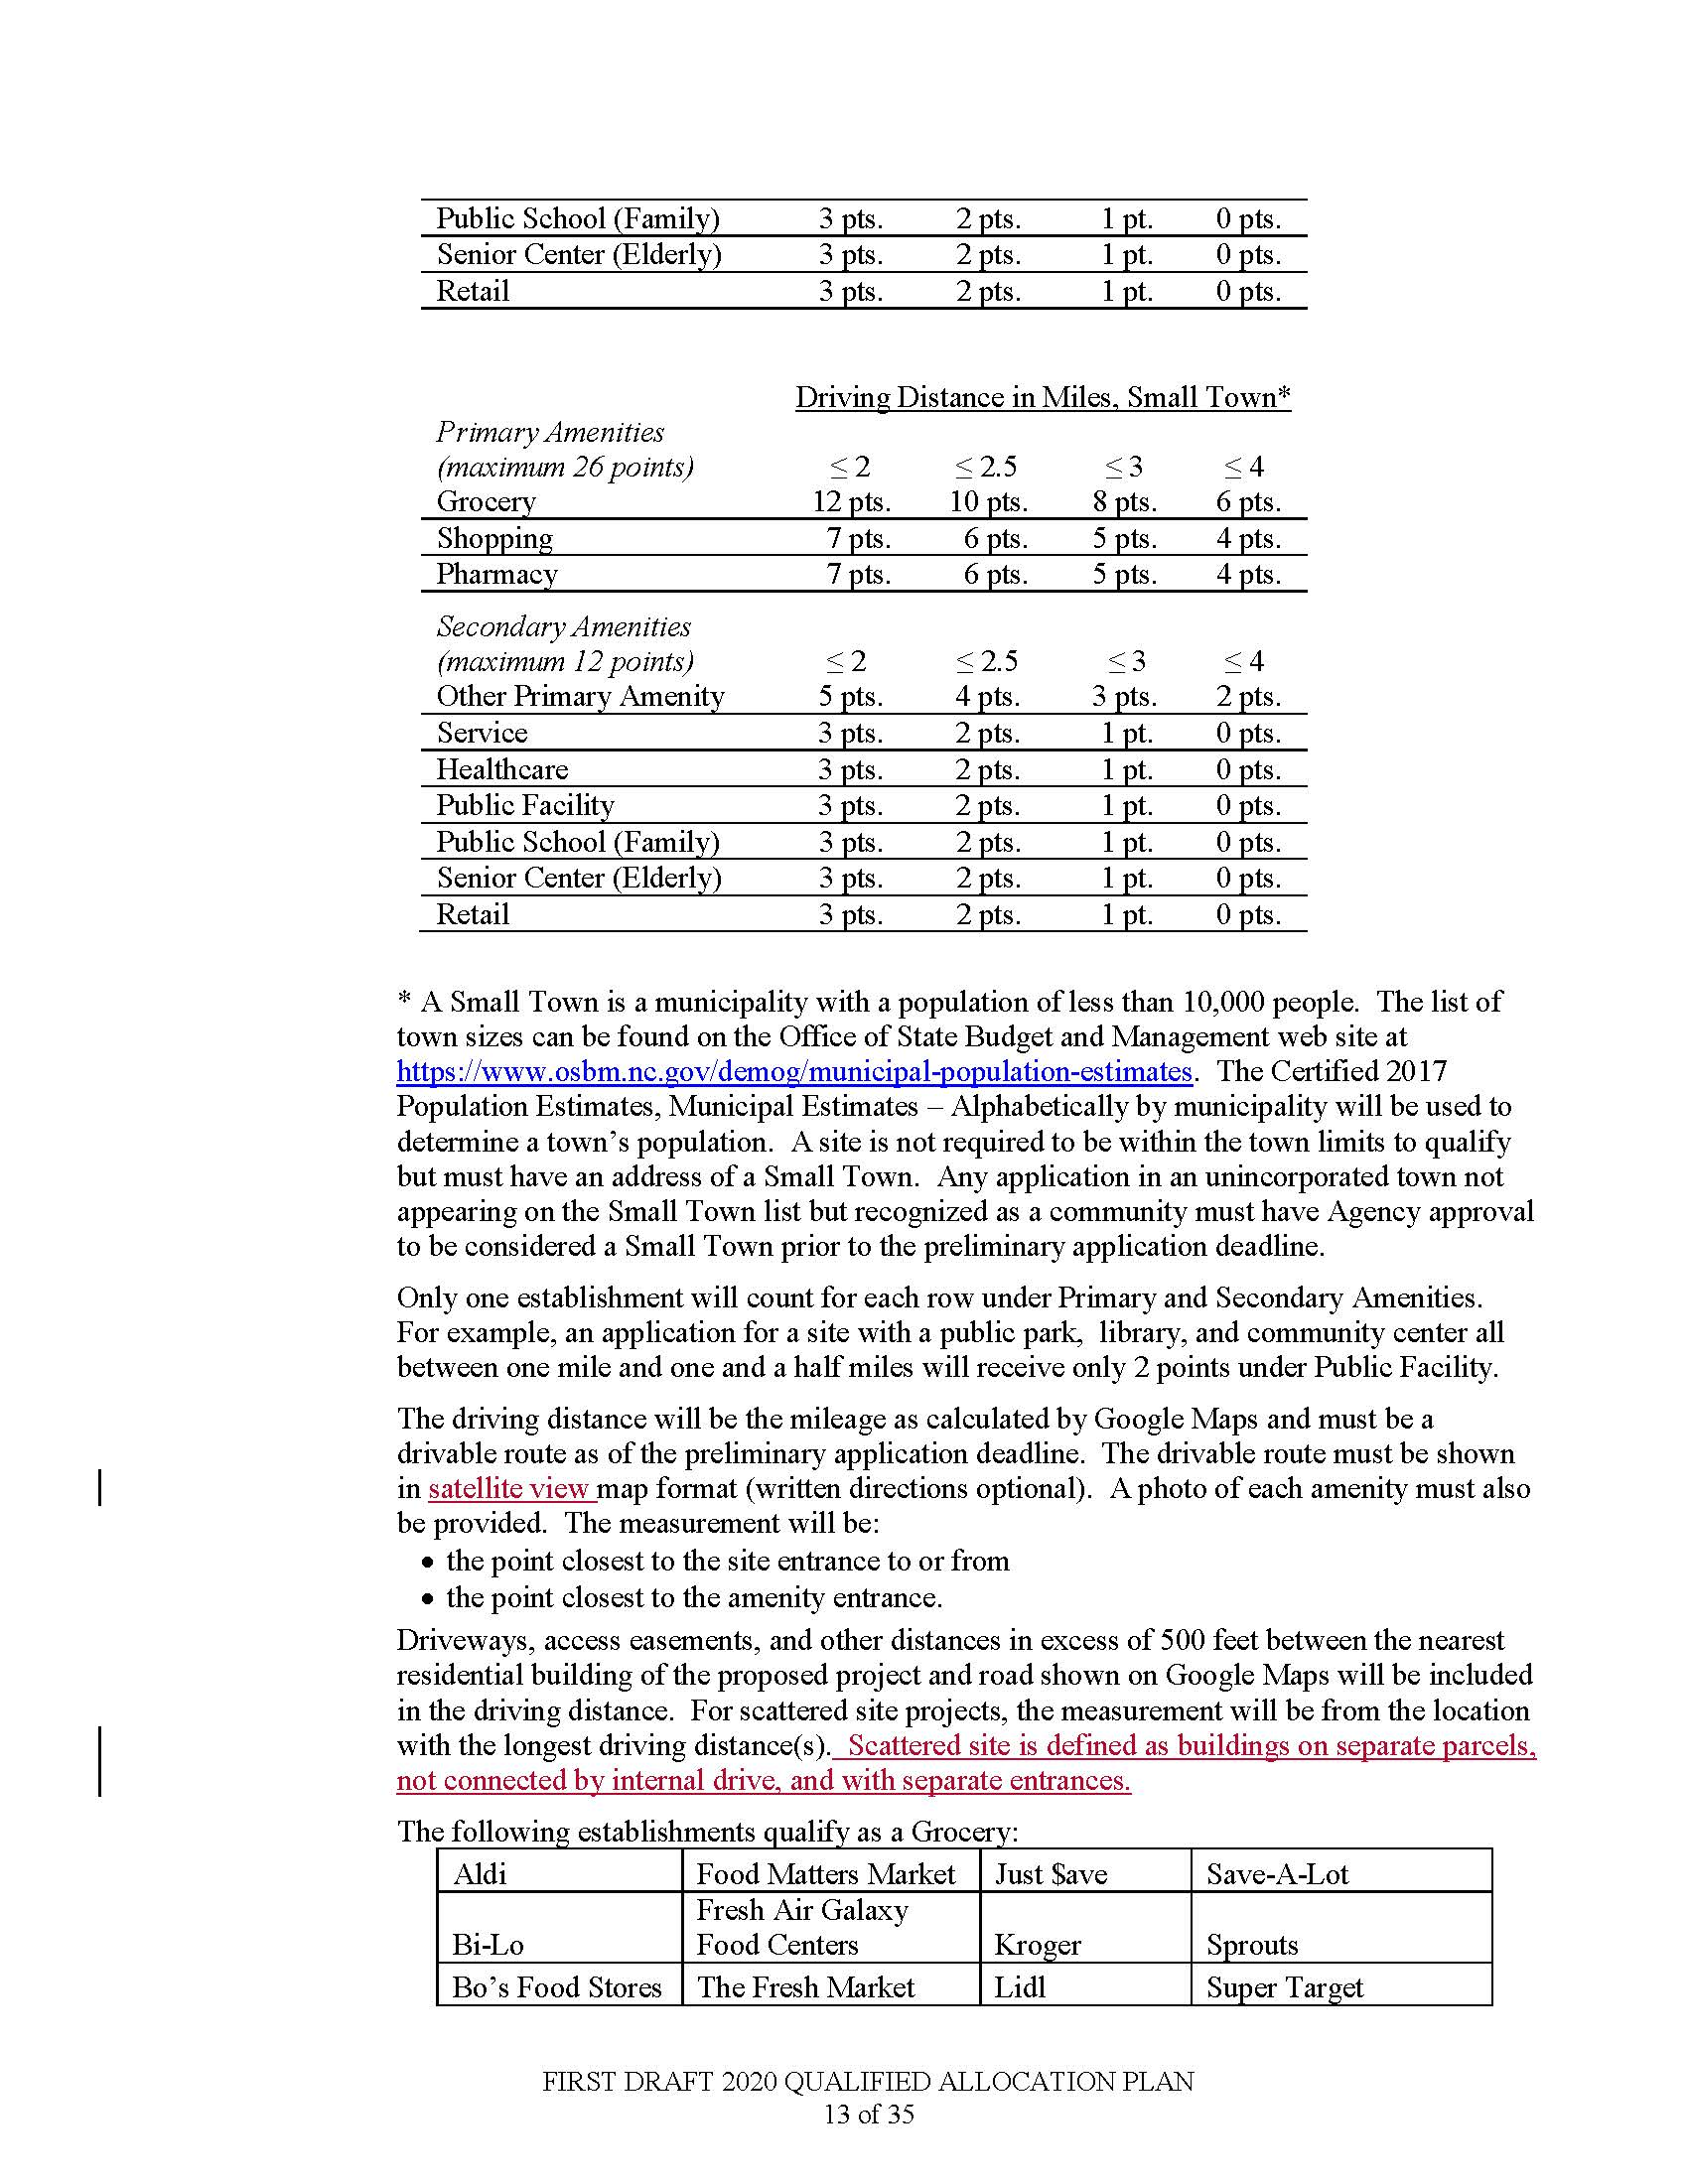 Public School (Family) 3 pts. 2 pts. 1 pt. 0 pts.
Senior Center (Elderly) 3 pts. 2 pts. 1 pt. 0 pts.
Retail 3 pts. 2 pts. 1 pt. 0 pts.
Driving Distance in Miles, Small Town*
Primary Amenities
(maximum 26 points) ≤ 2 ≤ 2.5 ≤ 3 ≤ 4
Grocery 12 pts. 10 pts. 8 pts. 6 pts.
Shopping 7 pts. 6 pts. 5 pts. 4 pts.
Pharmacy 7 pts. 6 pts. 5 pts. 4 pts.
Secondary Amenities
(maximum 12 points) ≤ 2 ≤ 2.5 ≤ 3 ≤ 4
Other Primary Amenity 5 pts. 4 pts. 3 pts. 2 pts.
Service 3 pts. 2 pts. 1 pt. 0 pts.
Healthcare 3 pts. 2 pts. 1 pt. 0 pts.
Public Facility 3 pts. 2 pts. 1 pt. 0 pts.
Public School (Family) 3 pts. 2 pts. 1 pt. 0 pts.
Senior Center (Elderly) 3 pts. 2 pts. 1 pt. 0 pts.
Retail 3 pts. 2 pts. 1 pt. 0 pts.
* A Small Town is a municipality with a population of less than 10,000 people. The list of
town sizes can be found on the Office of State Budget and Management web site at
https://www.osbm.nc.gov/demog/municipal-population-estimates. The Certified 2017
Population Estimates, Municipal Estimates – Alphabetically by municipality will be used to
determine a town’s population. A site is not required to be within the town limits to qualify
but must have an address of a Small Town. Any application in an unincorporated town not
appearing on the Small Town list but recognized as a community must have Agency approval
to be considered a Small Town prior to the preliminary application deadline.
Only one establishment will count for each row under Primary and Secondary Amenities.
For example, an application for a site with a public park, library, and community center all
between one mile and one and a half miles will receive only 2 points under Public Facility.
The driving distance will be the mileage as calculated by Google Maps and must be a
drivable route as of the preliminary application deadline. The drivable route must be shown
in satellite view map format (written directions optional). A photo of each amenity must also
be provided. The measurement will be:
• the point closest to the site entrance to or from
• the point closest to the amenity entrance.
Driveways, access easements, and other distances in excess of 500 feet between the nearest
residential building of the proposed project and road shown on Google Maps will be included
in the driving distance. For scattered site projects, the measurement will be from the location
with the longest driving distance(s). Scattered site is defined as buildings on separate parcels,
not connected by internal drive, and with separate entrances.
The following establishments qualify as a Grocery:
Aldi Food Matters Market Just $ave Save-A-Lot
Fresh Air Galaxy
Bi-Lo Food Centers Kroger Sprouts
Bo’s Food Stores The Fresh Market Lidl Super Target
FIRST DRAFT 2020 QUALIFIED ALLOCATION PLAN
13 of 35